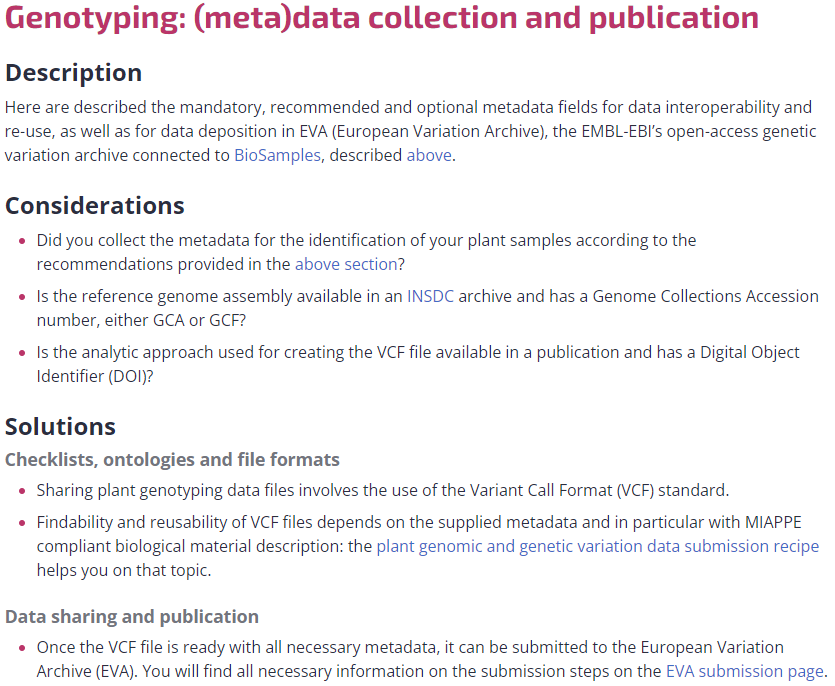 Genotyping: (meta)data collection and publication
Description
Here are described the mandatory, recommended and optional metadata fields for data interoperability and
re-use, as well as for data deposition in EVA (European Variation Archive), the EMBL-EBI’s open-access genetic
variation archive connected to BioSamples, described above.
Considerations
• Did you collect the metadata for the identification of your plant samples according to the
recommendations provided in the above section?
• Is the reference genome assembly available in an INSDC archive and has a Genome Collections Accession
number, either GCA or GCF?
• Is the analytic approach used for creating the VCF file available in a publication and has a Digital Object
Identifier (DOI)?
Solutions
Checklists, ontologies and file formats
• Sharing plant genotyping data files involves the use of the Variant Call Format (VCF) standard.
• Findability and reusability of VCF files depends on the supplied metadata and in particular with MIAPPE
compliant biological material description: the plant genomic and genetic variation data submission recipe
helps you on that topic.
Data sharing and publication
• Once the VCF file is ready with all necessary metadata, it can be submitted to the European Variation
Archive (EVA). You will find all necessary information on the submission steps on the EVA submission page.